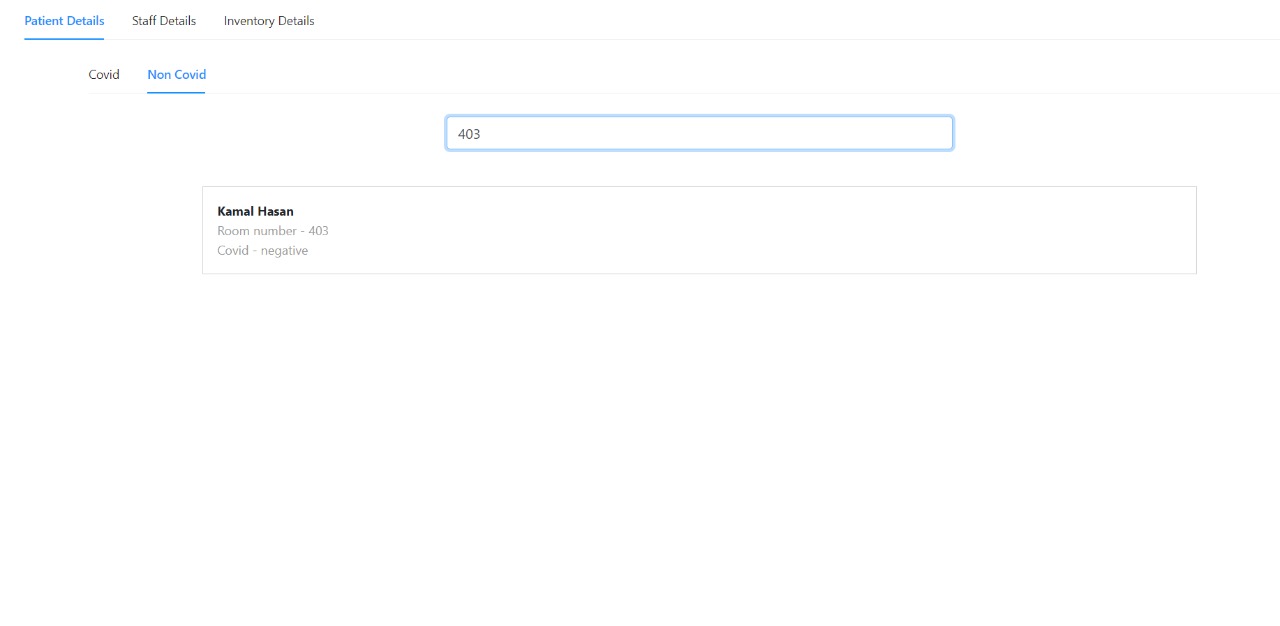 Patient Details Staff Details Inventory Details
Covid Non Covid
403
Kamal Hasan
Room number - 403
Covid - negative